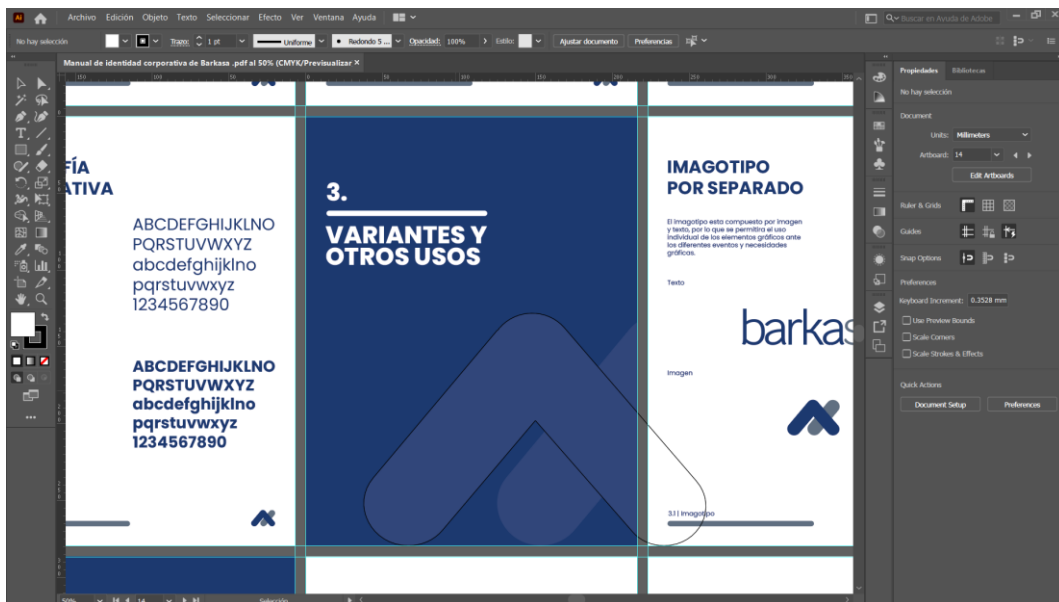 Ai
Archivo Edición Objeto Texto Seleccionar Efecto Ver Ventana Ayuda
Buscar en Ayuda de Adobe
No hay selección
Trazo: 1 pt
Uniforme
Redondo 5 ...
Opacidad: 100%
Estilo:
Ajustar documento
Preferencias
Manual de identidad corporativa de Barkasa .pdf al 50% (CMYK/Previsualizar ×
FÍA
ATIVA
ABCDEFGHIJKLNO
PQRSTUVWXYZ
abcdefghijklno
pqrstuvwxyz
1234567890
ABCDEFGHIJKLNO
PQRSTUVWXYZ
abcdefghijklno
pqrstuvwxyz
1234567890
3.
VARIANTES Y
OTROS USOS
IMAGOTIPO
POR SEPARADO
El imagotipo esta compuesto por imagen
y texto, por lo que se permitira el uso
individual de los elementos gráficos ante
los diferentes eventos y necesidades
gráficas.
Texto
barkas
Imagen
3.1 | Imagotipo
Propiedades Bibliotecas
No hay selección
Document
Units: Millimeters
Artboard: 14
Edit Artboards
Ruler & Grids
Guides
Snap Options
Preferences
Keyboard Increment: 0.3528 mm
Use Preview Bounds
Scale Corners
Scale Strokes & Effects
Quick Actions
Document Setup
Preferences
50%
14
Selección